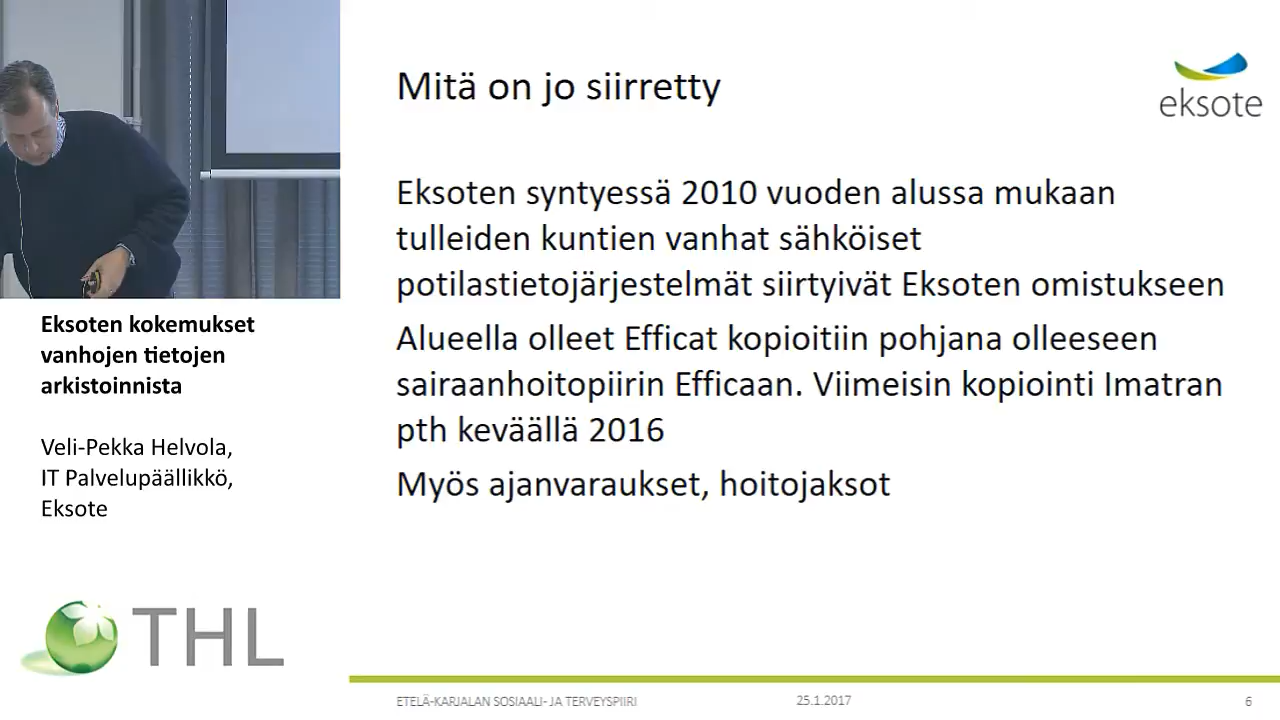 Mitä on jo siirretty
eksote
Eksoten syntyessä 2010 vuoden alussa mukaan
tulleiden kuntien vanhat sähköiset
potilastietojärjestelmät siirtyivät Eksoten omistukseen
Alueella olleet Efficat kopioitiin pohjana olleeseen
sairaanhoitopiirin Efficaan. Viimeisin kopiointi Imatran
pth keväällä 2016
Myös ajanvaraukset, hoitojaksot
Eksoten kokemukset
vanhojen tietojen
arkistoinnista
Veli-Pekka Helvola,
IT Palvelupäällikkö,
Eksote
THL
ETELÄ-KARJALAN SOSIAALI- JA TERVEYSPIIRI
25.1.2017
6